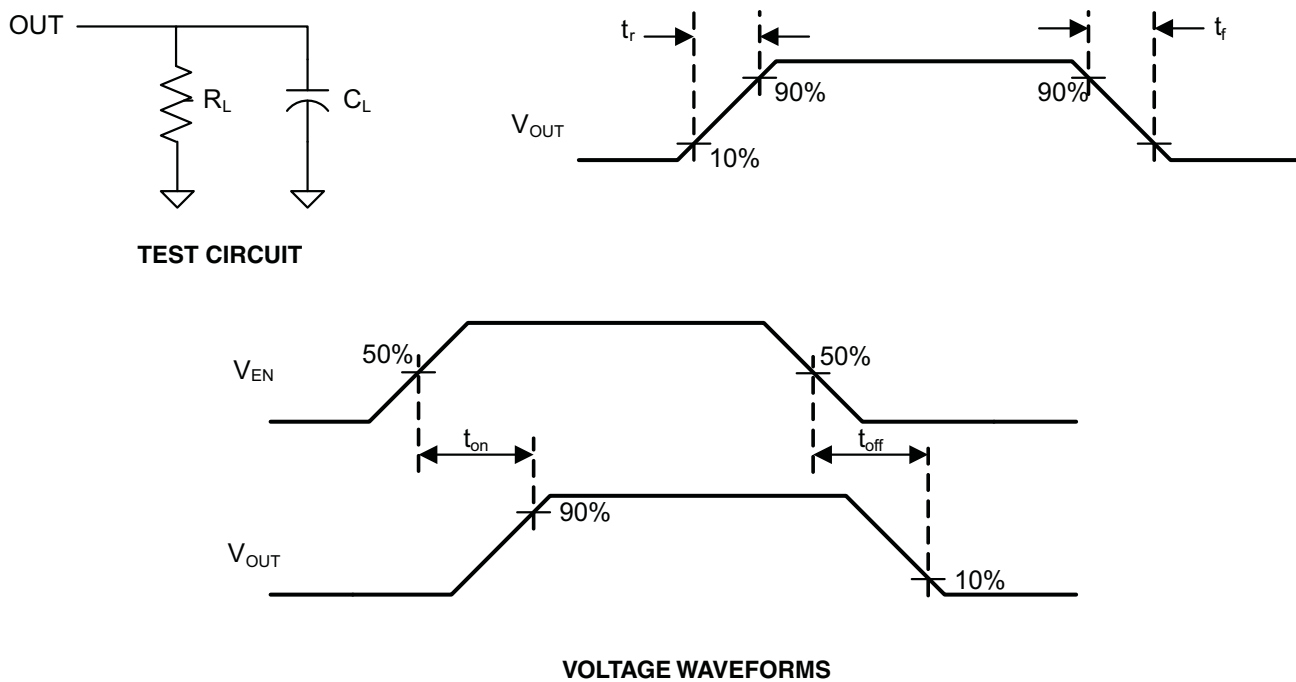 OUT
R_L
C_L
TEST CIRCUIT
t_r
t_f
90%
90%
V_OUT
10%
V_EN
50%
50%
t_on
t_off
V_OUT
90%
10%
VOLTAGE WAVEFORMS